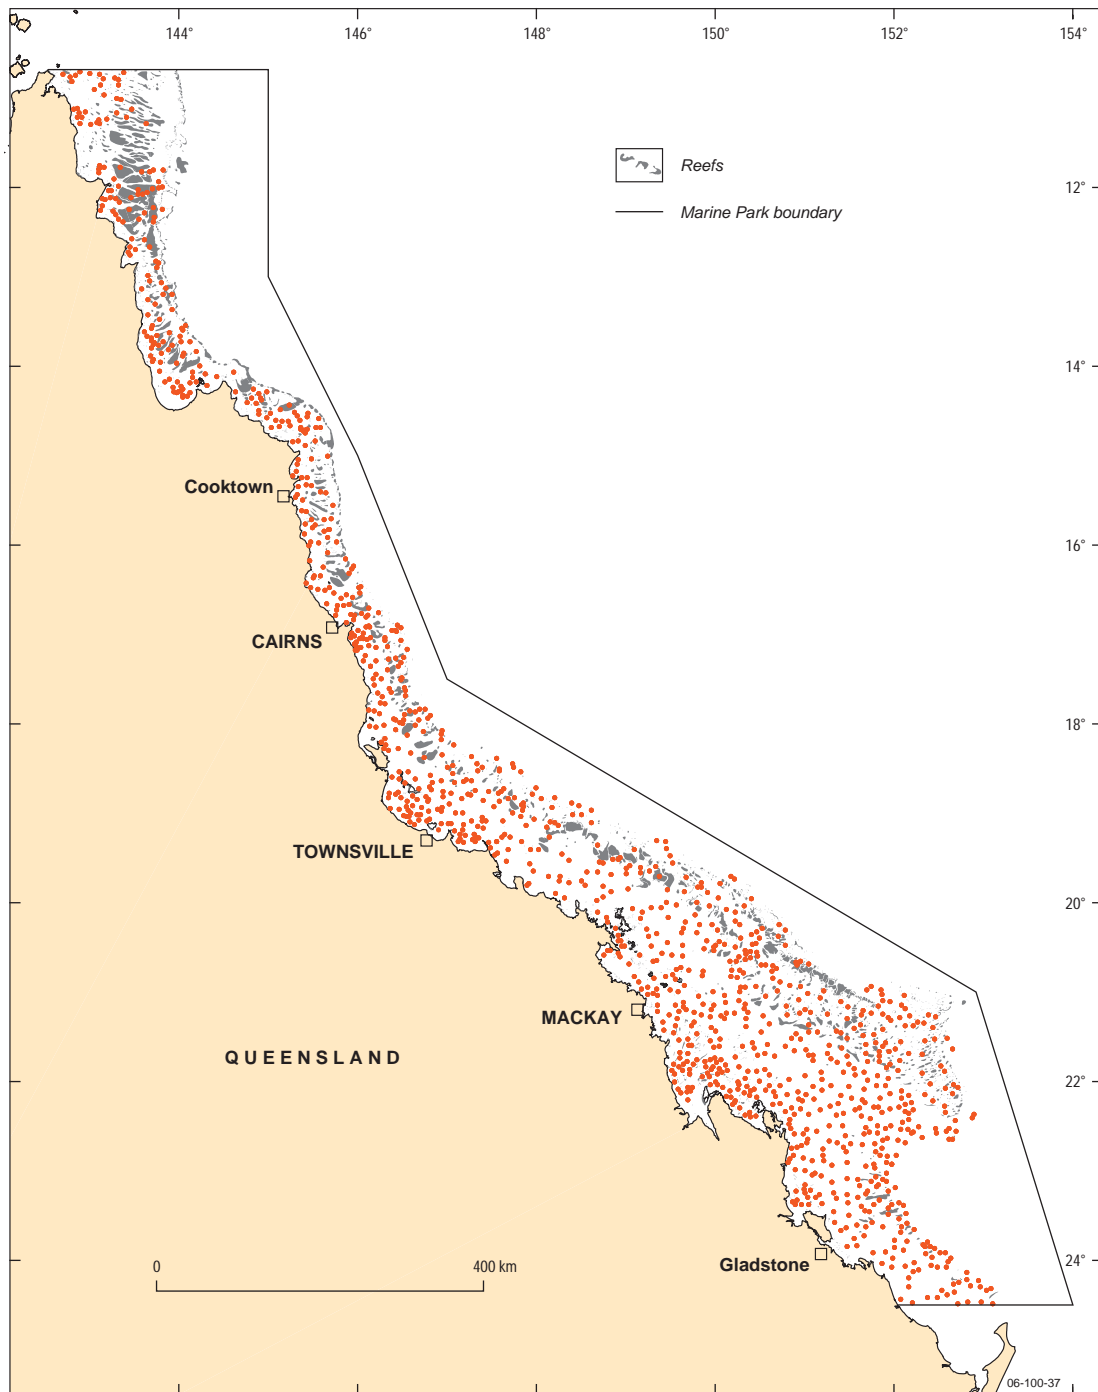 144° 146° 148° 150° 152° 154°
Reefs
12°
Marine Park boundary
14°
Cooktown
16°
CAIRNS
18°
TOWNSVILLE
20°
MACKAY
QUEENSLAND
22°
Gladstone
24°
0 400 km
06-100-37